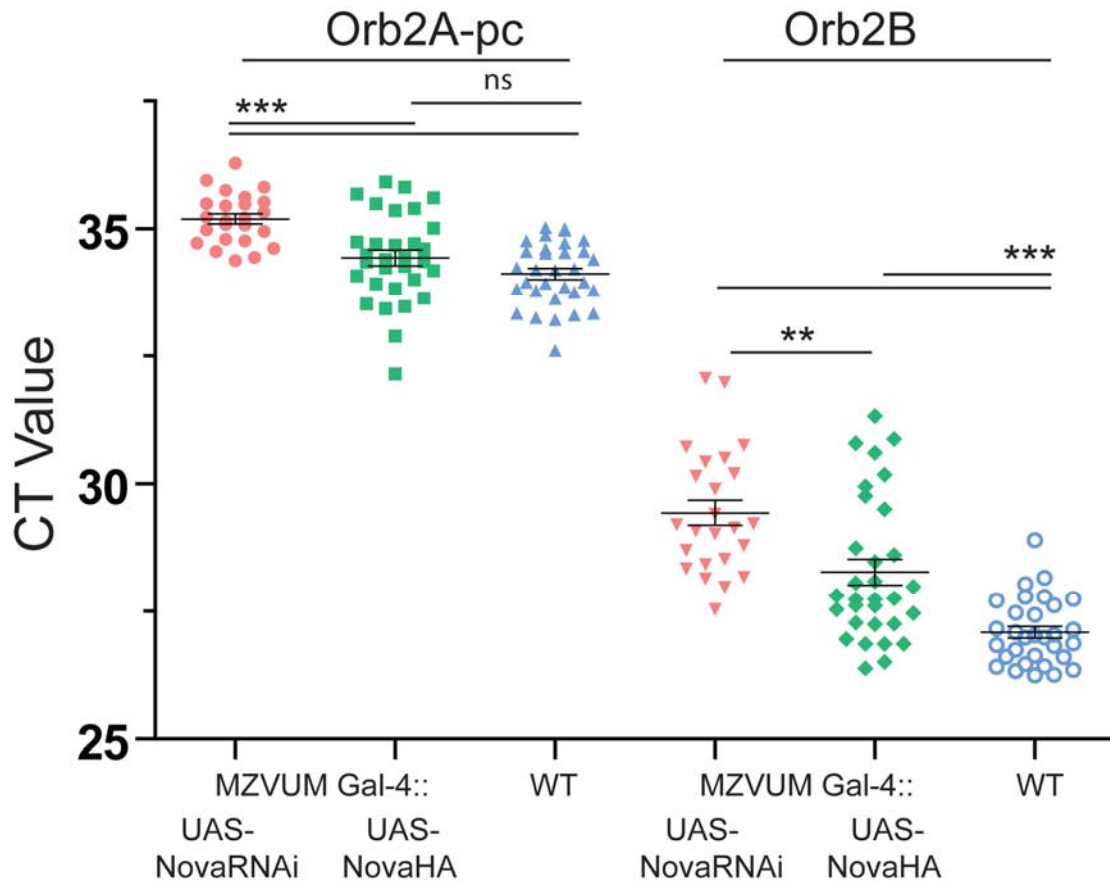 Orb2A-pc Orb2B
ns
***
***
**
CT Value
35
30
25
MZVUM Gal-4:: WT MZVUM Gal-4:: WT
UAS- UAS- UAS- UAS-
NovaRNAi NovaHA NovaRNAi NovaHA